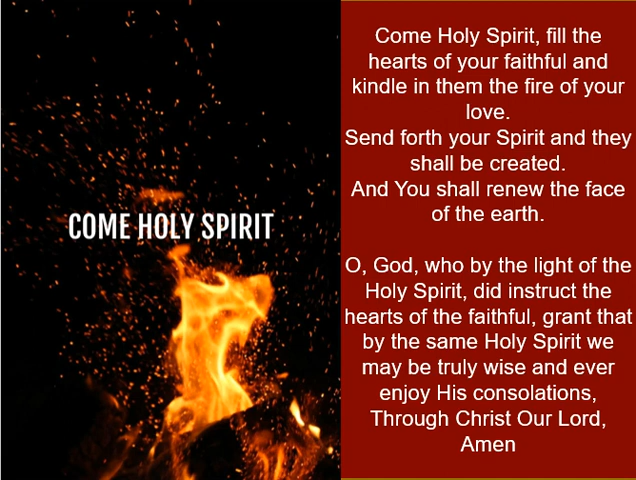 COME HOLY SPIRIT
Come Holy Spirit, fill the
hearts of your faithful and
kindle in them the fire of your
love.
Send forth your Spirit and they
shall be created.
And You shall renew the face
of the earth.
O, God, who by the light of the
Holy Spirit, did instruct the
hearts of the faithful, grant that
by the same Holy Spirit we
may be truly wise and ever
enjoy His consolations,
Through Christ Our Lord,
Amen